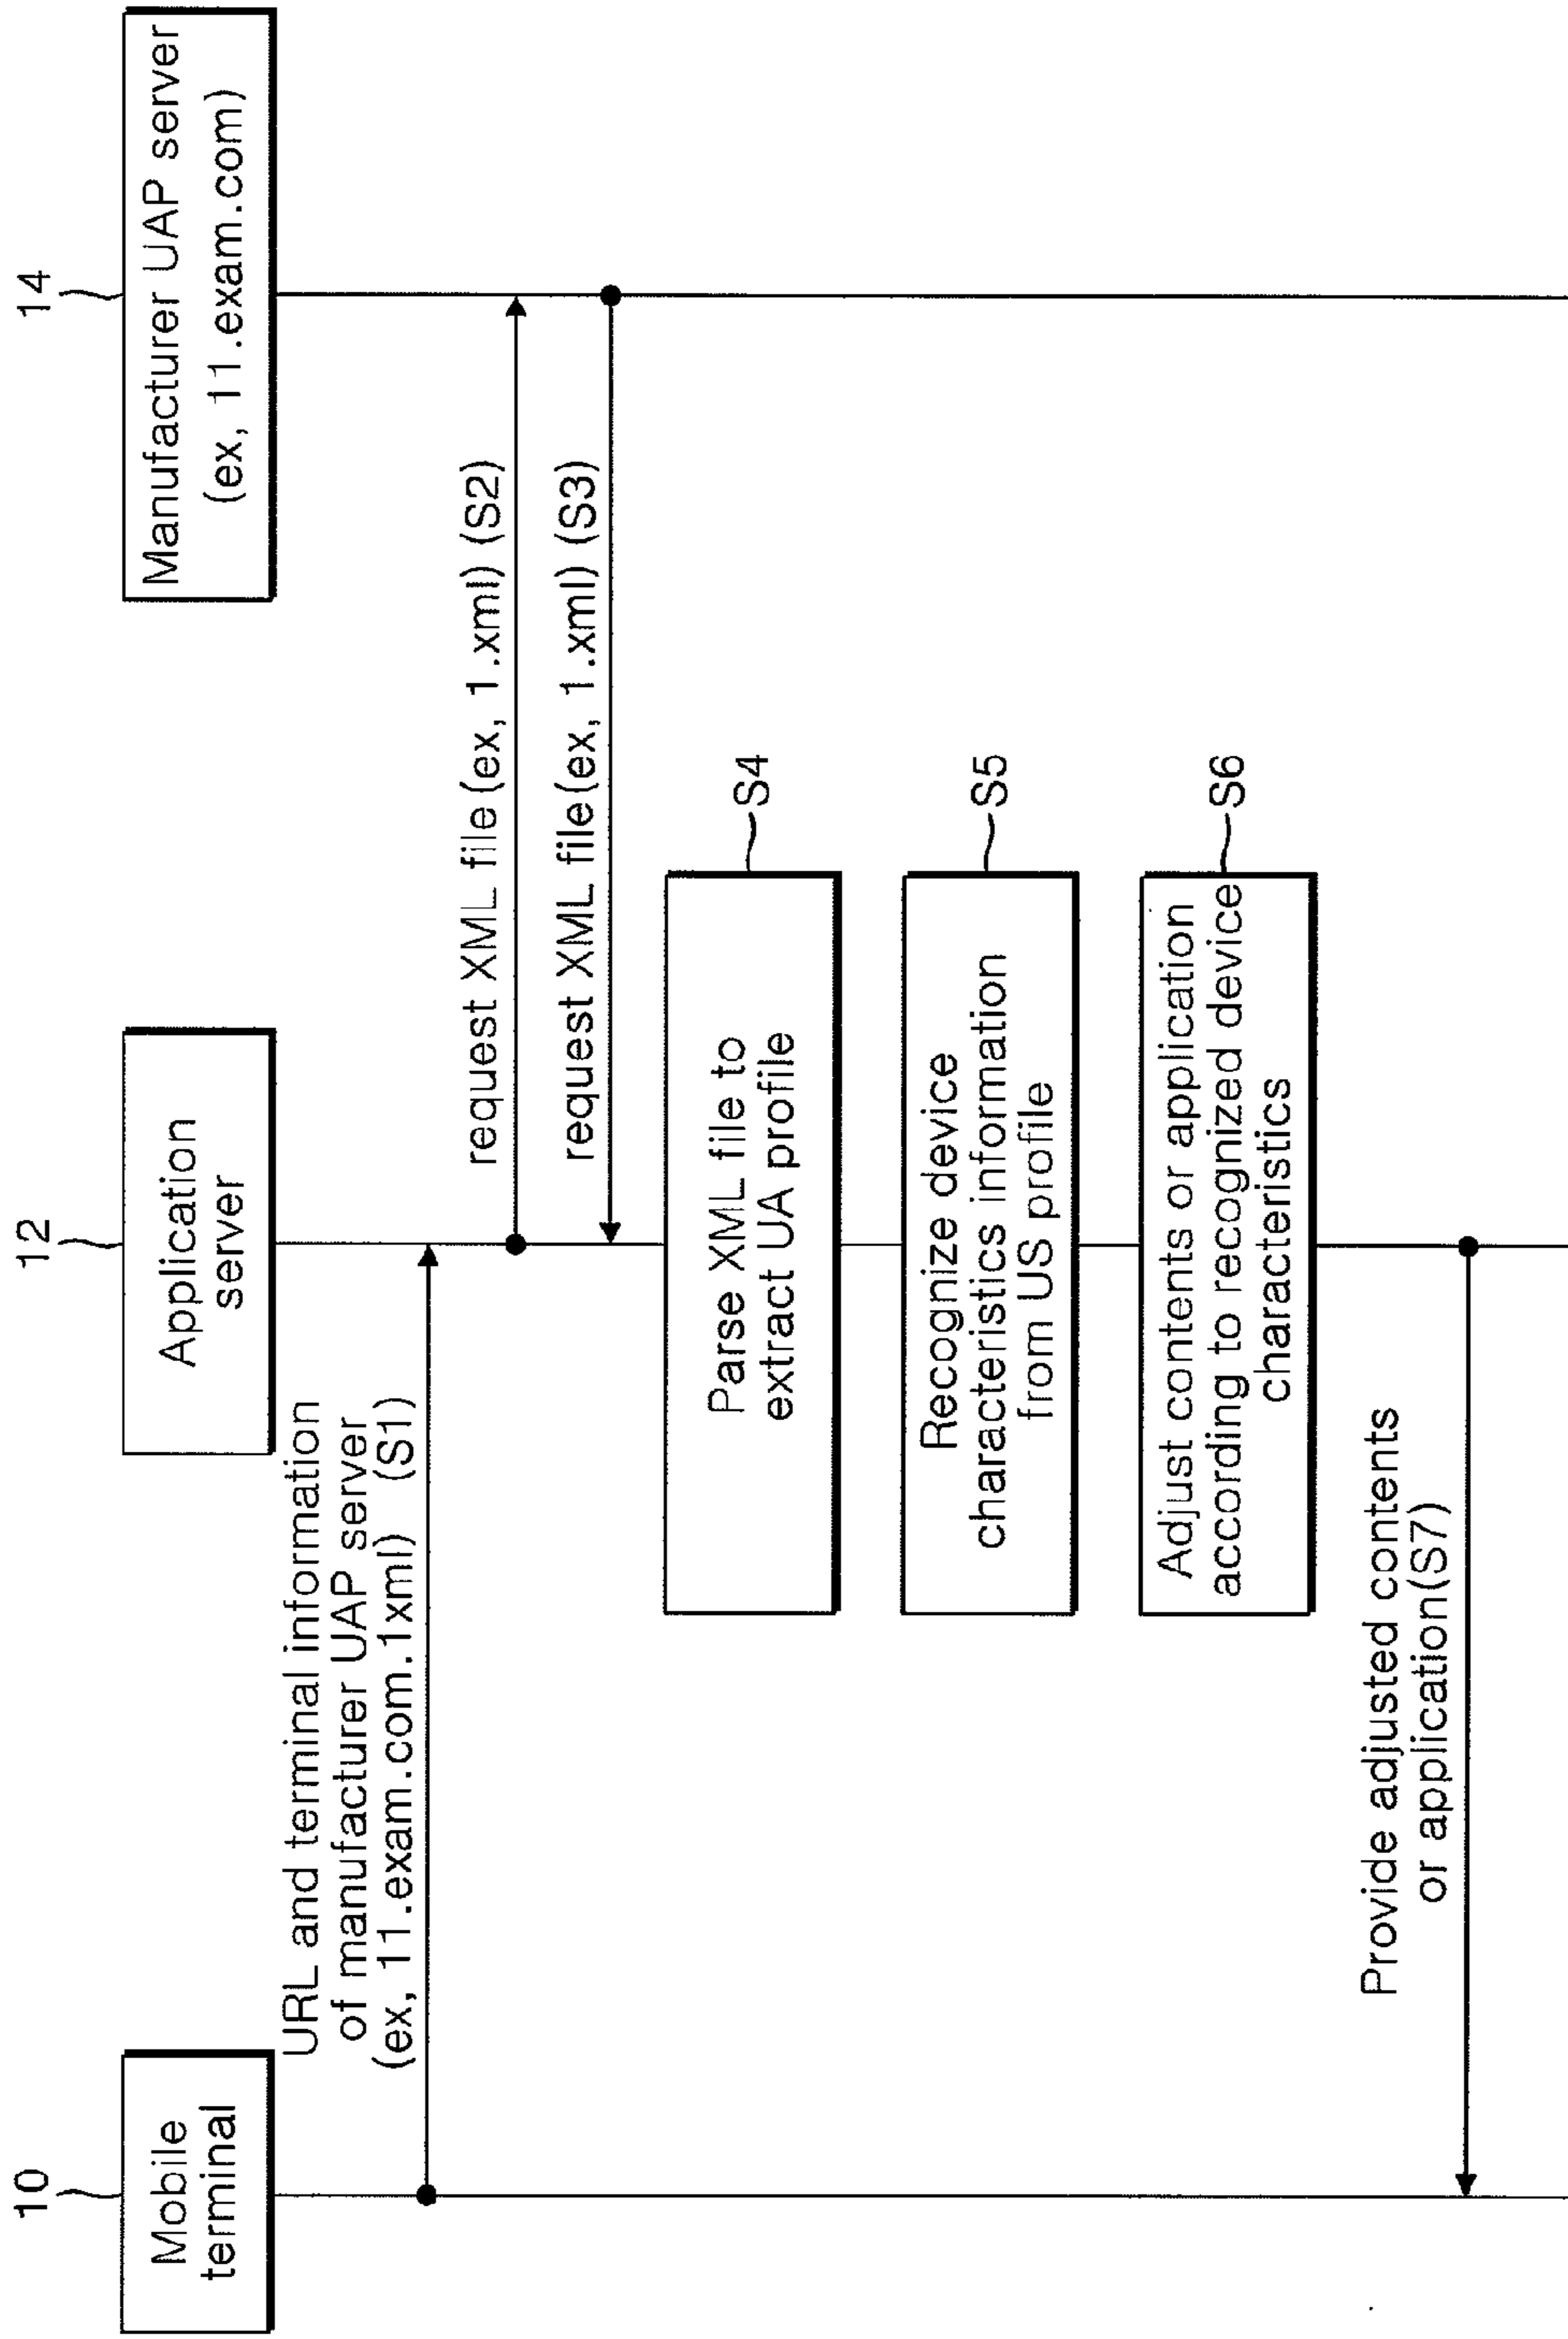 10
Mobile
terminal
12
Application
server
14
Manufacturer UAP server
(ex, 11.exam.com)
URL and terminal information
of manufacturer UAP server
(ex, 11.exam.com.1xml) (S1)
request XML file(ex, 1.xml) (S2)
request XML file(ex, 1.xml) (S3)
Parse XML file to
extract UA profile
S4
Recognize device
characteristics information
from US profile
S5
Adjust contents or application
according to recognized device
characteristics
S6
Provide adjusted contents
or application(S7)